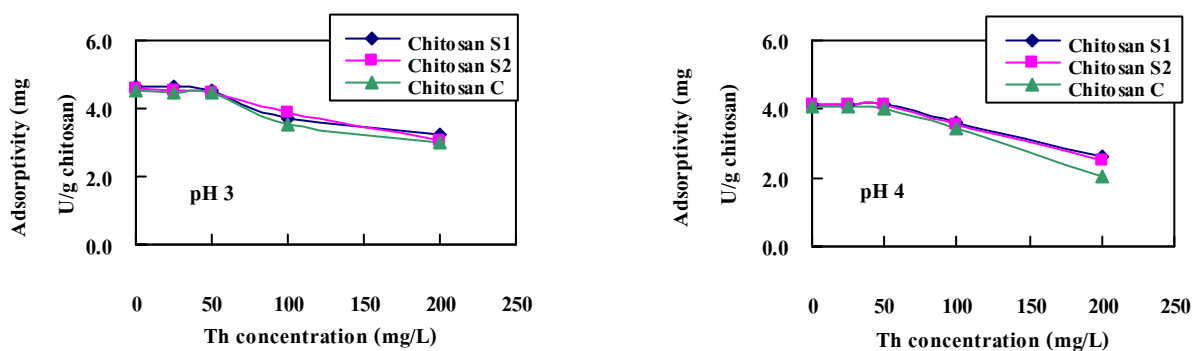 Chitosan S1
Chitosan S2
Chitosan C
6.0
4.0
2.0
0.0
Adsorptivity (mg
U/g chitosan)
pH 3
0 50 100 150 200 250
Th concentration (mg/L)
Chitosan S1
Chitosan S2
Chitosan C
6.0
4.0
2.0
0.0
Adsorptivity (mg
U/g chitosan)
pH 4
0 50 100 150 200 250
Th concentration (mg/L)